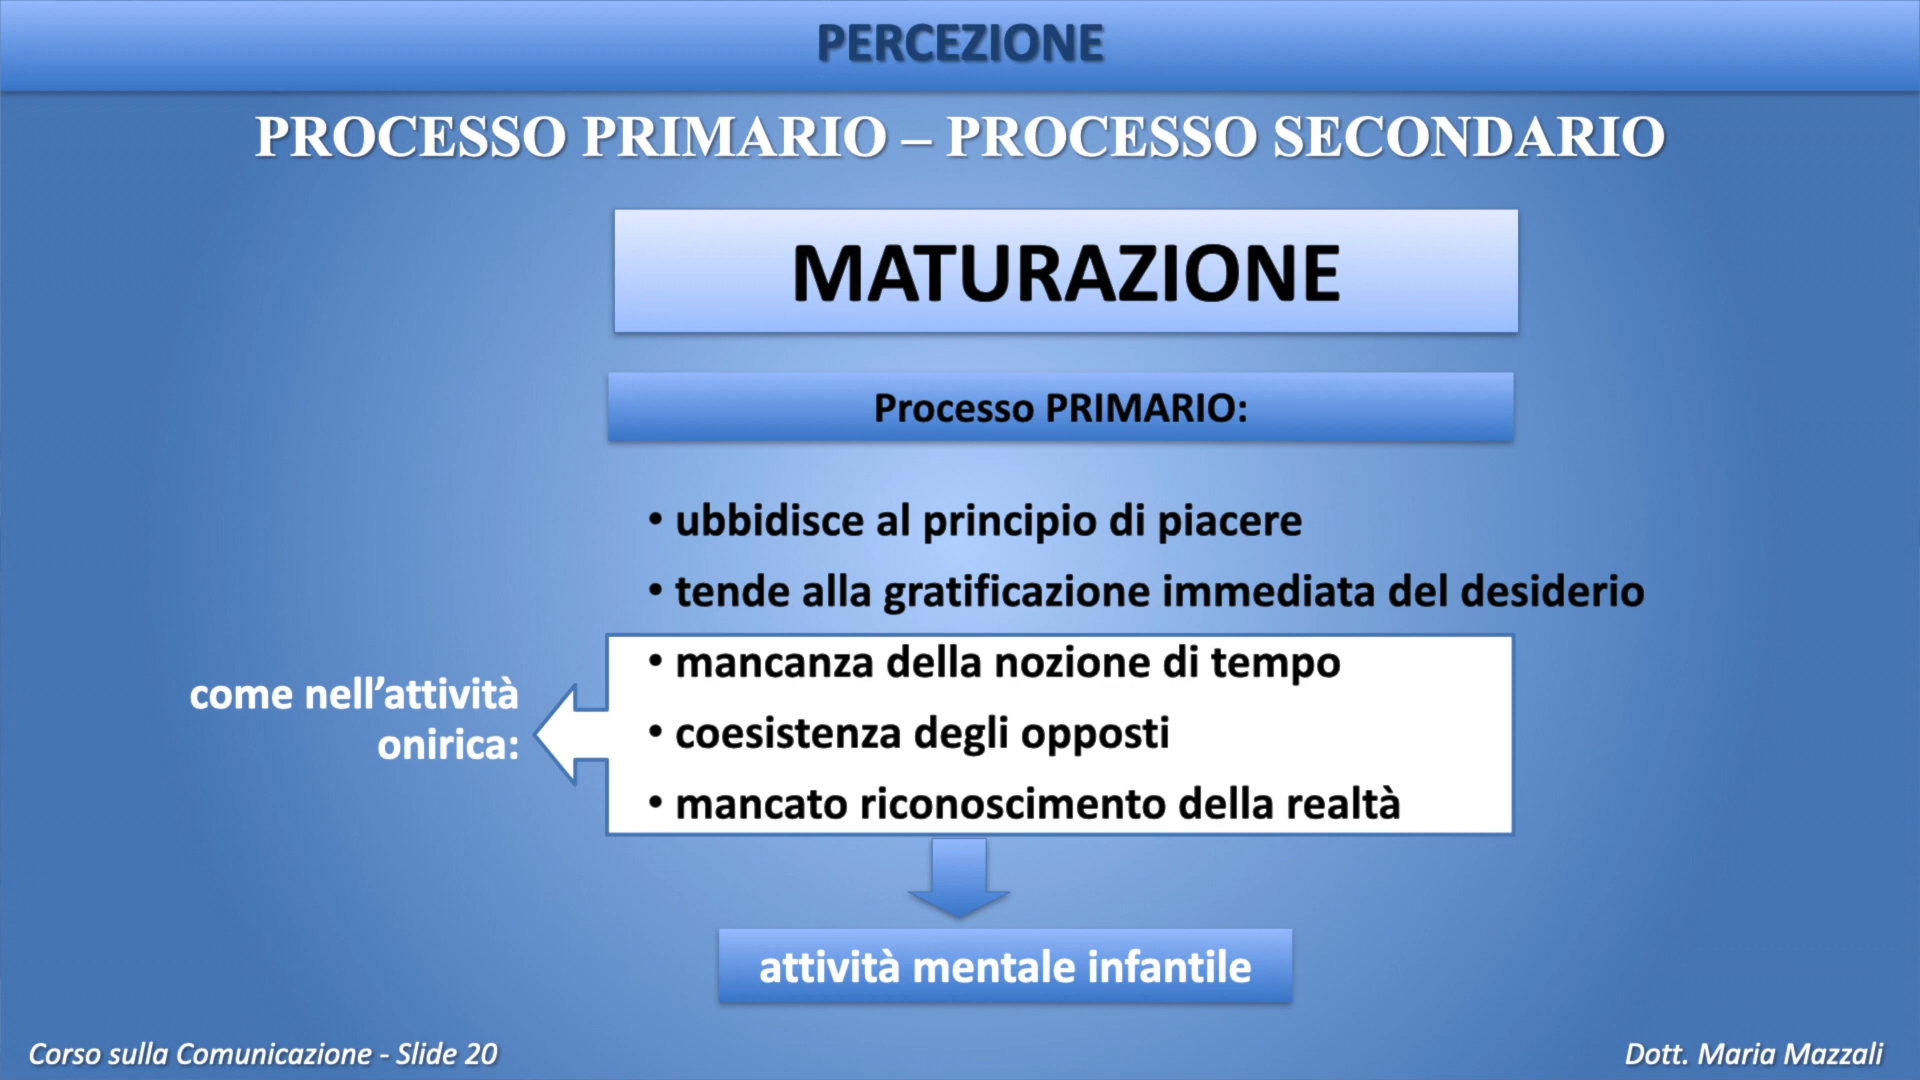 PERCEZIONE
PROCESSO PRIMARIO – PROCESSO SECONDARIO
MATURAZIONE
Processo PRIMARIO:
• ubbidisce al principio di piacere
• tende alla gratificazione immediata del desiderio
• mancanza della nozione di tempo
• coesistenza degli opposti
• mancato riconoscimento della realtà
come nell’attività
onirica:
attività mentale infantile
Corso sulla Comunicazione - Slide 20
Dott. Maria Mazzali